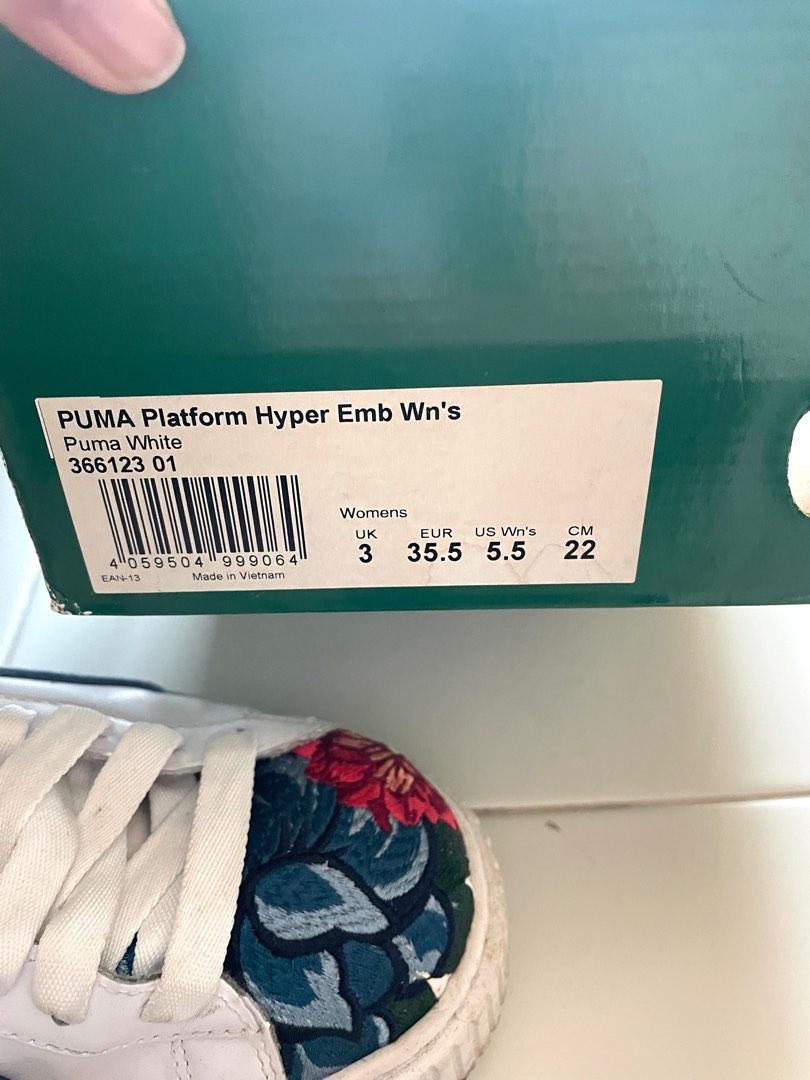 PUMA Platform Hyper Emb Wn's
Puma White
366123 01
Womens
UK EUR US Wn's CM
3 35.5 5.5 22
4 059504 999064
EAN-13 Made in Vietnam